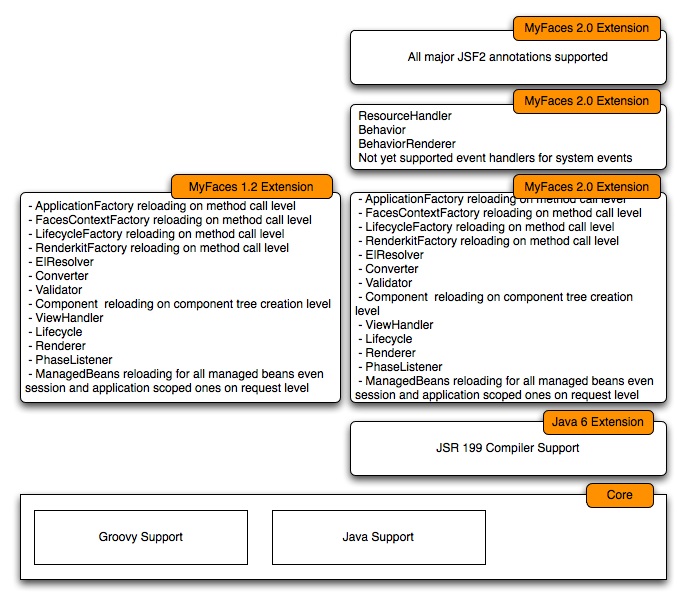 MyFaces 2.0 Extension
All major JSF2 annotations supported
MyFaces 2.0 Extension
ResourceHandler
Behavior
BehaviorRenderer
Not yet supported event handlers for system events
MyFaces 1.2 Extension
- ApplicationFactory reloading on method call level
- FacesContextFactory reloading on method call level
- LifecycleFactory reloading on method call level
- RenderkitFactory reloading on method call level
- ElResolver
- Converter
- Validator
- Component  reloading on component tree creation level
- ViewHandler
- Lifecycle
- Renderer
- PhaseListener
- ManagedBeans reloading for all managed beans even
session and application scoped ones on request level
MyFaces 2.0 Extension
- ApplicationFactory reloading on method call level
- FacesContextFactory reloading on method call level
- LifecycleFactory reloading on method call level
- RenderkitFactory reloading on method call level
- ElResolver
- Converter
- Validator
- Component  reloading on component tree creation
level
- ViewHandler
- Lifecycle
- Renderer
- PhaseListener
- ManagedBeans reloading for all managed beans even
session and application scoped ones on request level
Java 6 Extension
JSR 199 Compiler Support
Core
Groovy Support
Java Support